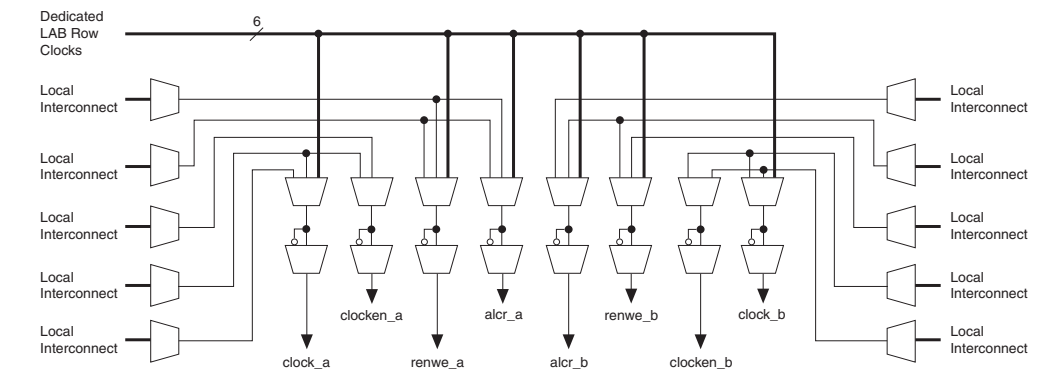 Dedicated
LAB Row
Clocks
6
Local
Interconnect
Local
Interconnect
Local
Interconnect
Local
Interconnect
Local
Interconnect
Local
Interconnect
Local
Interconnect
Local
Interconnect
Local
Interconnect
Local
Interconnect
clocken_a
alcr_a
renwe_b
clock_b
clock_a
renwe_a
alcr_b
clocken_b